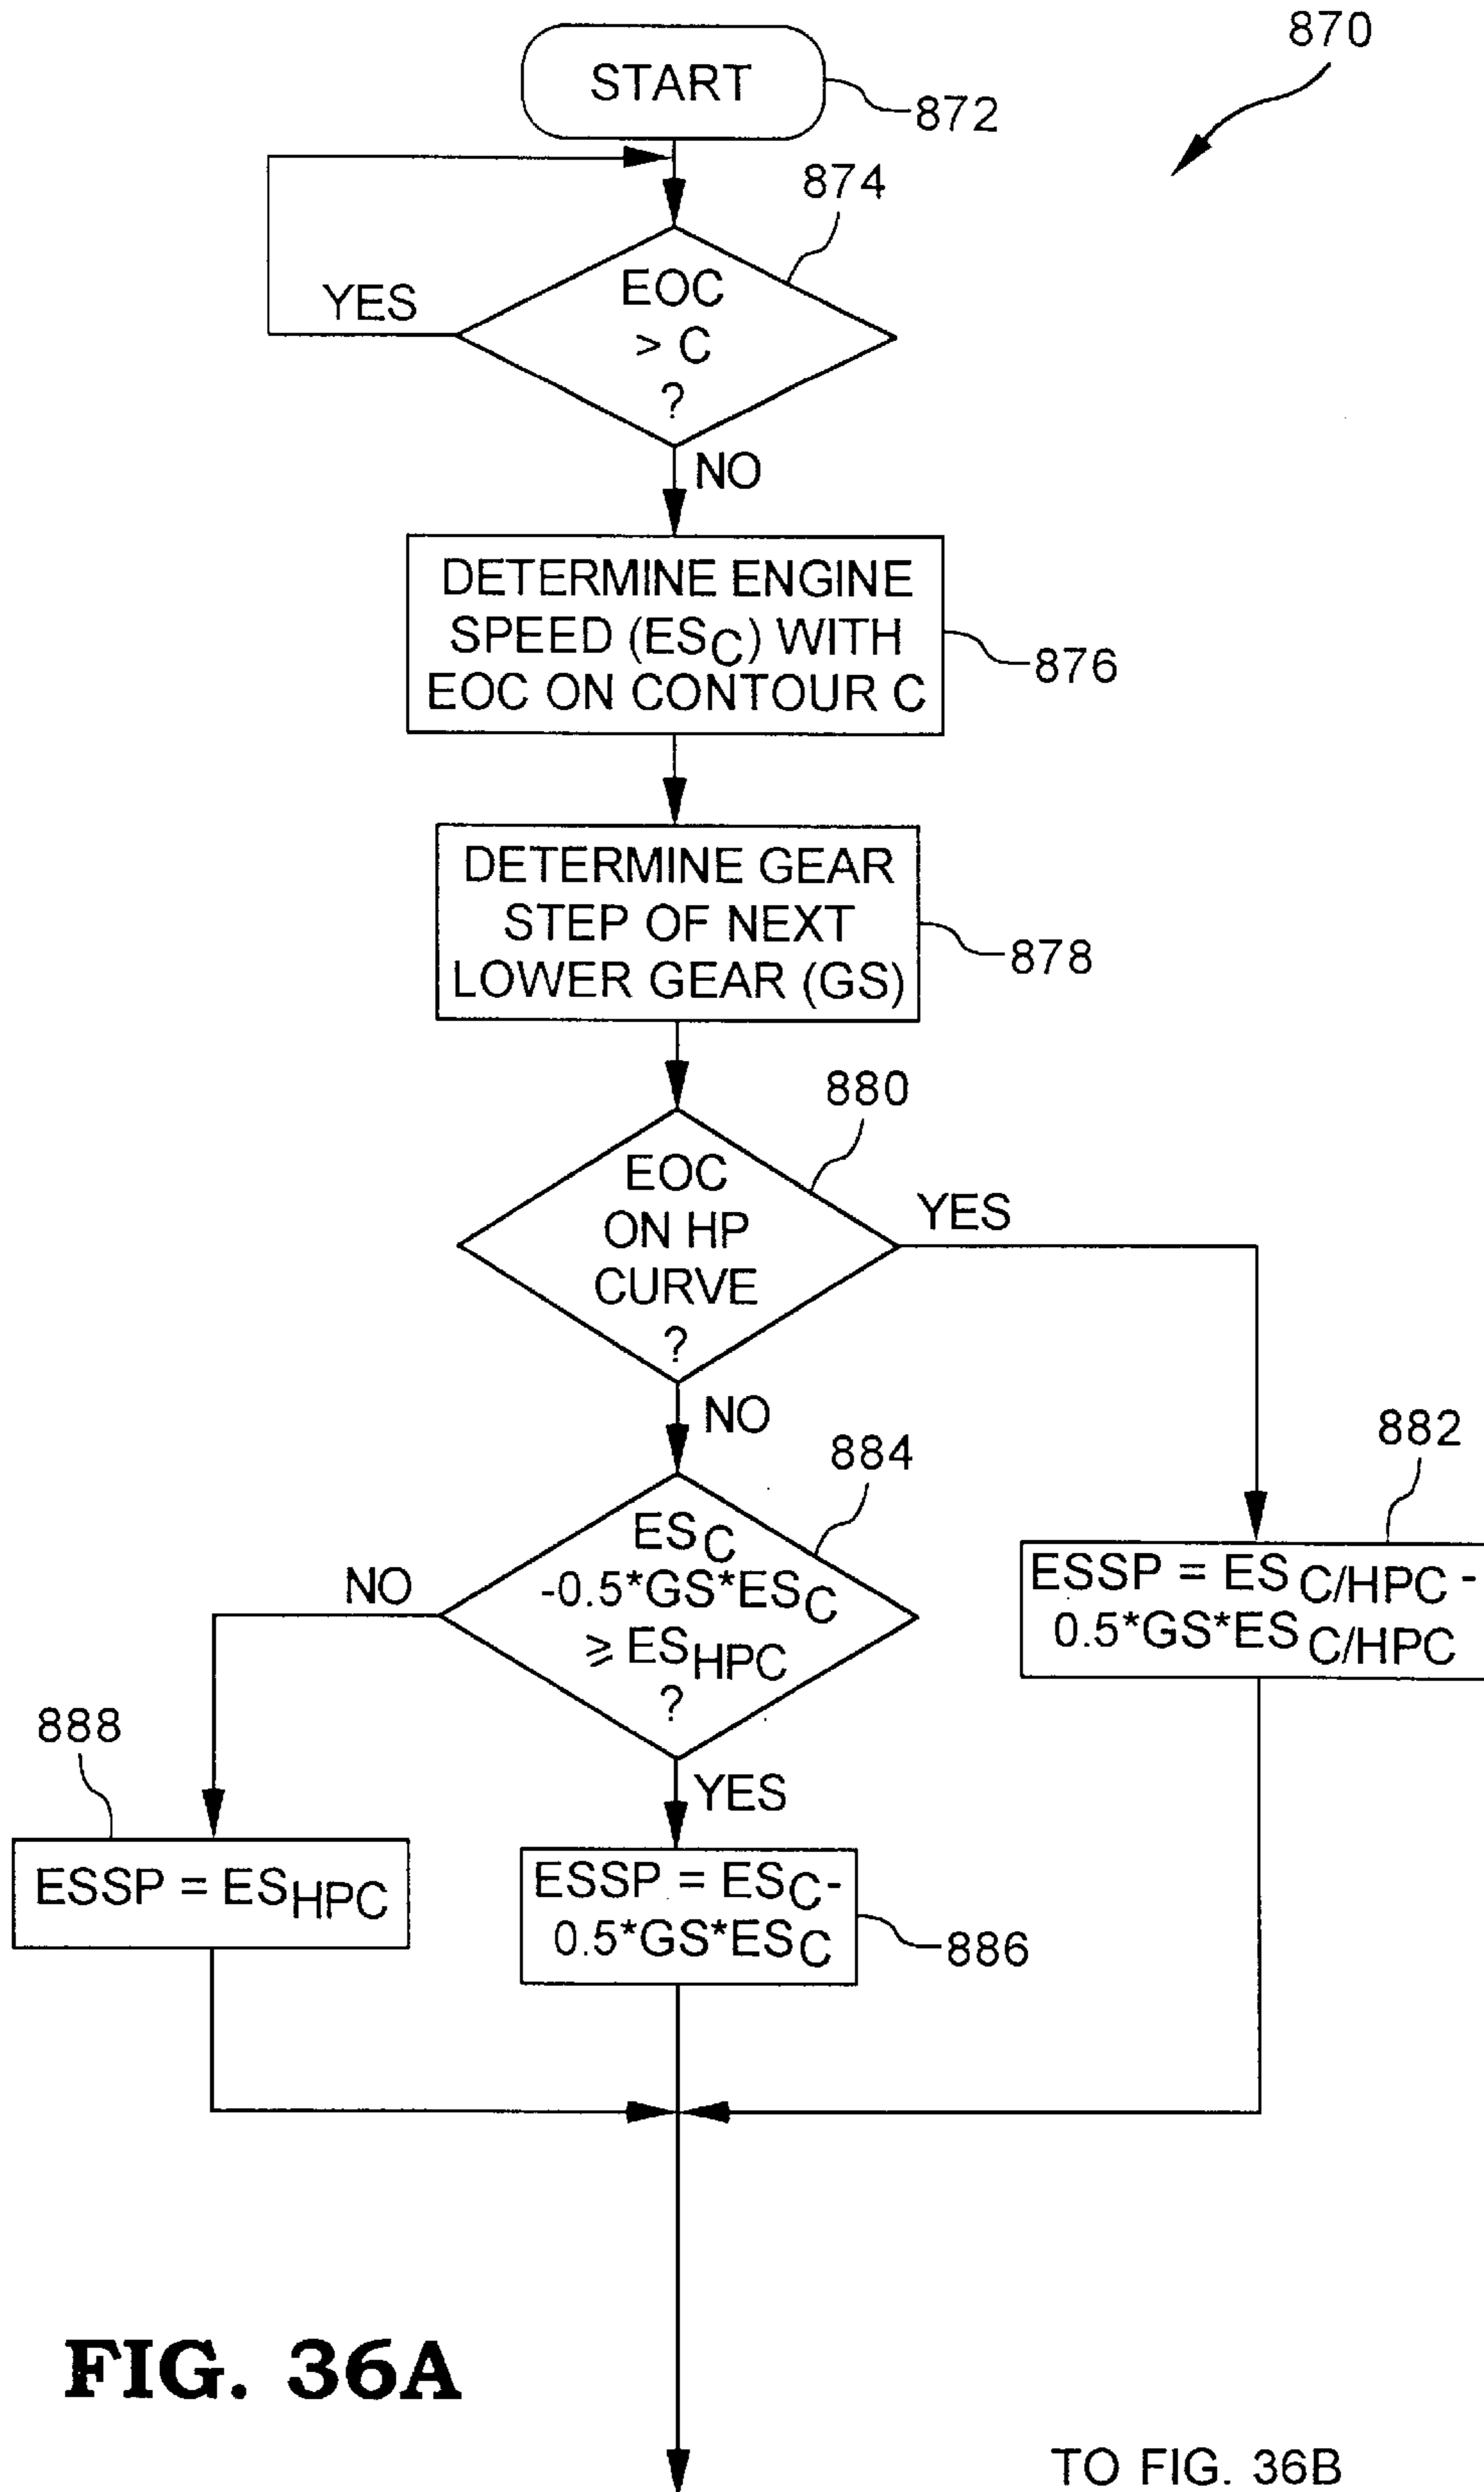 870
START
872
874
EOC
> C
?
YES
NO
DETERMINE ENGINE
SPEED (ESC) WITH
EOC ON CONTOUR C
876
DETERMINE GEAR
STEP OF NEXT
LOWER GEAR (GS)
878
880
EOC
ON HP
CURVE
?
YES
NO
882
ESSP = ESC/HPC -
0.5*GS*ESC/HPC
884
ESC
-0.5*GS*ESC
⩾ ESHPC
?
NO
YES
888
ESSP = ESHPC
ESSP = ESC-
0.5*GS*ESC
886
FIG. 36A
TO FIG. 36B